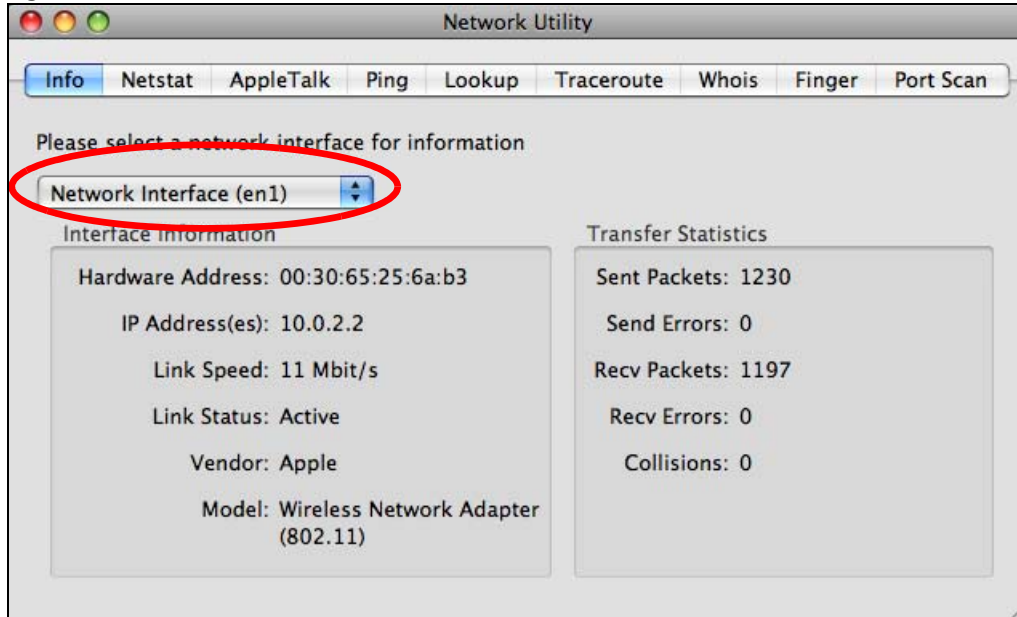 Network Utility
Info Netstat AppleTalk Ping Lookup Traceroute Whois Finger Port Scan
Please select a network interface for information
Network Interface (en1)
Interface Information
Hardware Address: 00:30:65:25:6a:b3
IP Address(es): 10.0.2.2
Link Speed: 11 Mbit/s
Link Status: Active
Vendor: Apple
Model: Wireless Network Adapter
(802.11)
Transfer Statistics
Sent Packets: 1230
Send Errors: 0
Recv Packets: 1197
Recv Errors: 0
Collisions: 0